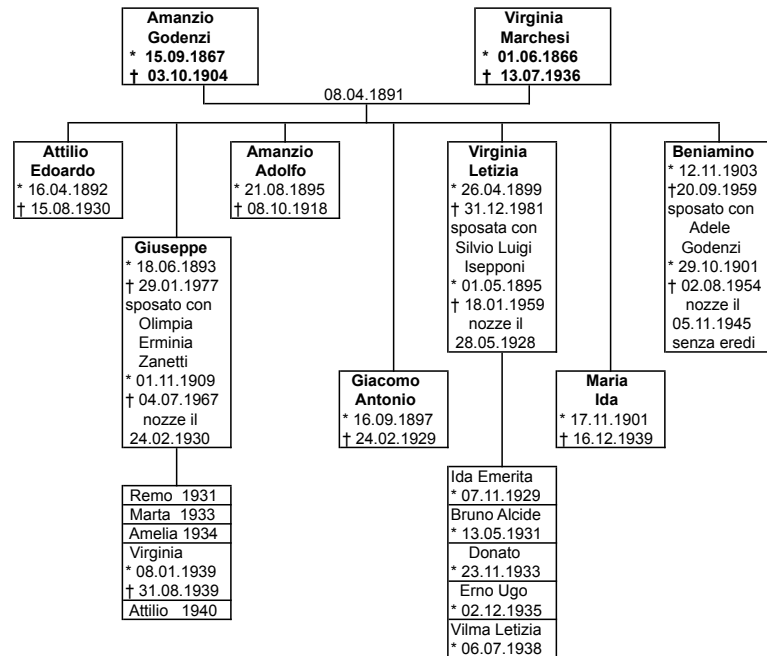 Amanzio
Godenzi
* 15.09.1867
† 03.10.1904
Virginia
Marchesi
* 01.06.1866
† 13.07.1936
08.04.1891
Attilio
Edoardo
* 16.04.1892
† 15.08.1930
Giuseppe
* 18.06.1893
† 29.01.1977
sposato con
Olimpia
Erminia
Zanetti
* 01.11.1909
† 04.07.1967
nozze il
24.02.1930
Amanzio
Adolfo
* 21.08.1895
† 08.10.1918
Giacomo
Antonio
* 16.09.1897
† 24.02.1929
Virginia
Letizia
* 26.04.1899
† 31.12.1981
sposata con
Silvio Luigi
Isepponi
* 01.05.1895
† 18.01.1959
nozze il
28.05.1928
Maria
Ida
* 17.11.1901
† 16.12.1939
Beniamino
* 12.11.1903
†20.09.1959
sposato con
Adele
Godenzi
* 29.10.1901
† 02.08.1954
nozze il
05.11.1945
senza eredi
Remo 1931
Marta 1933
Amelia 1934
Virginia
* 08.01.1939
† 31.08.1939
Attilio 1940
Ida Emerita
* 07.11.1929
Bruno Alcide
* 13.05.1931
Donato
* 23.11.1933
Erno Ugo
* 02.12.1935
Vilma Letizia
* 06.07.1938